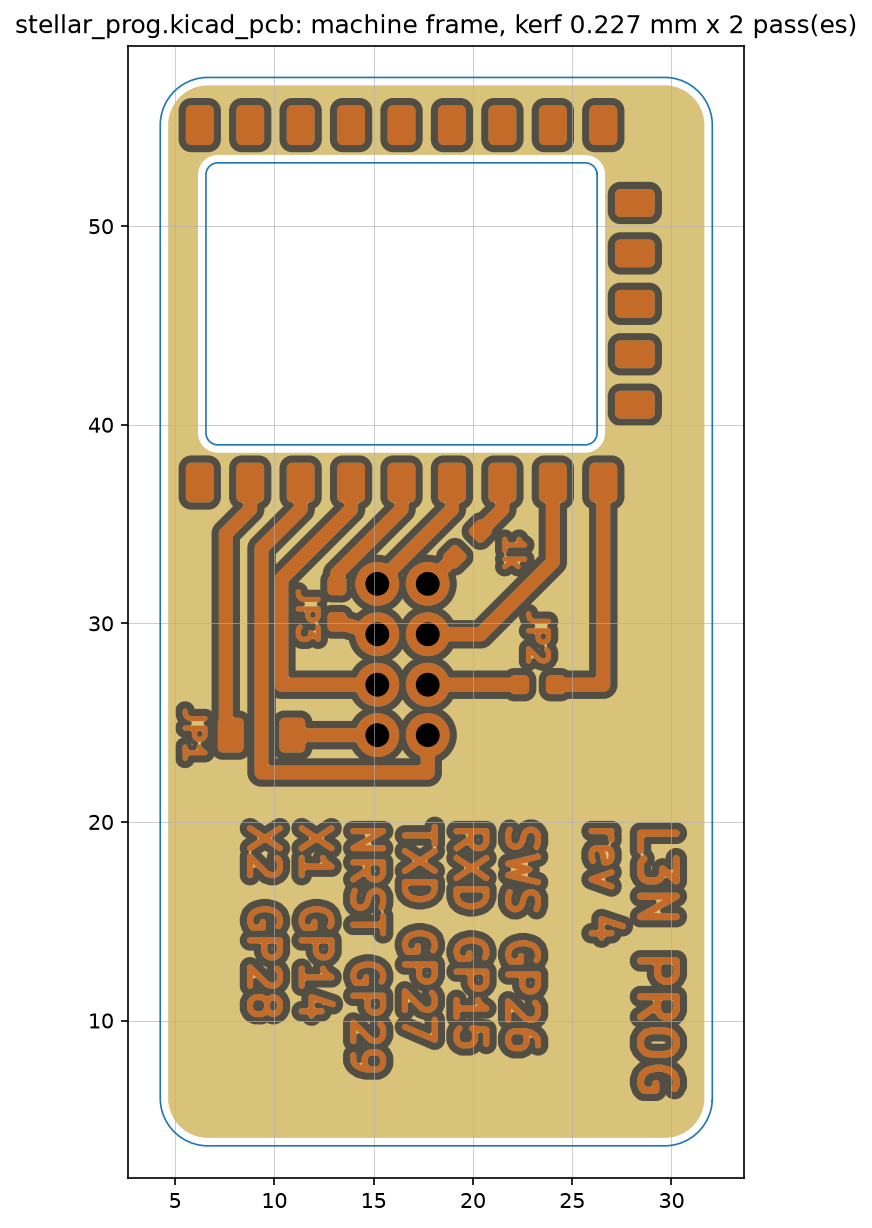 stellar_prog.kicad_pcb: machine frame, kerf 0.227 mm x 2 pass(es)
50
40
30
20
10
5
10
15
20
25
30
1k
JP3
JP2
JP1
L3N PROG
rev 4
SWS GP26
RXD GP15
TXD GP27
NRST GP29
X1 GP14
X2 GP28